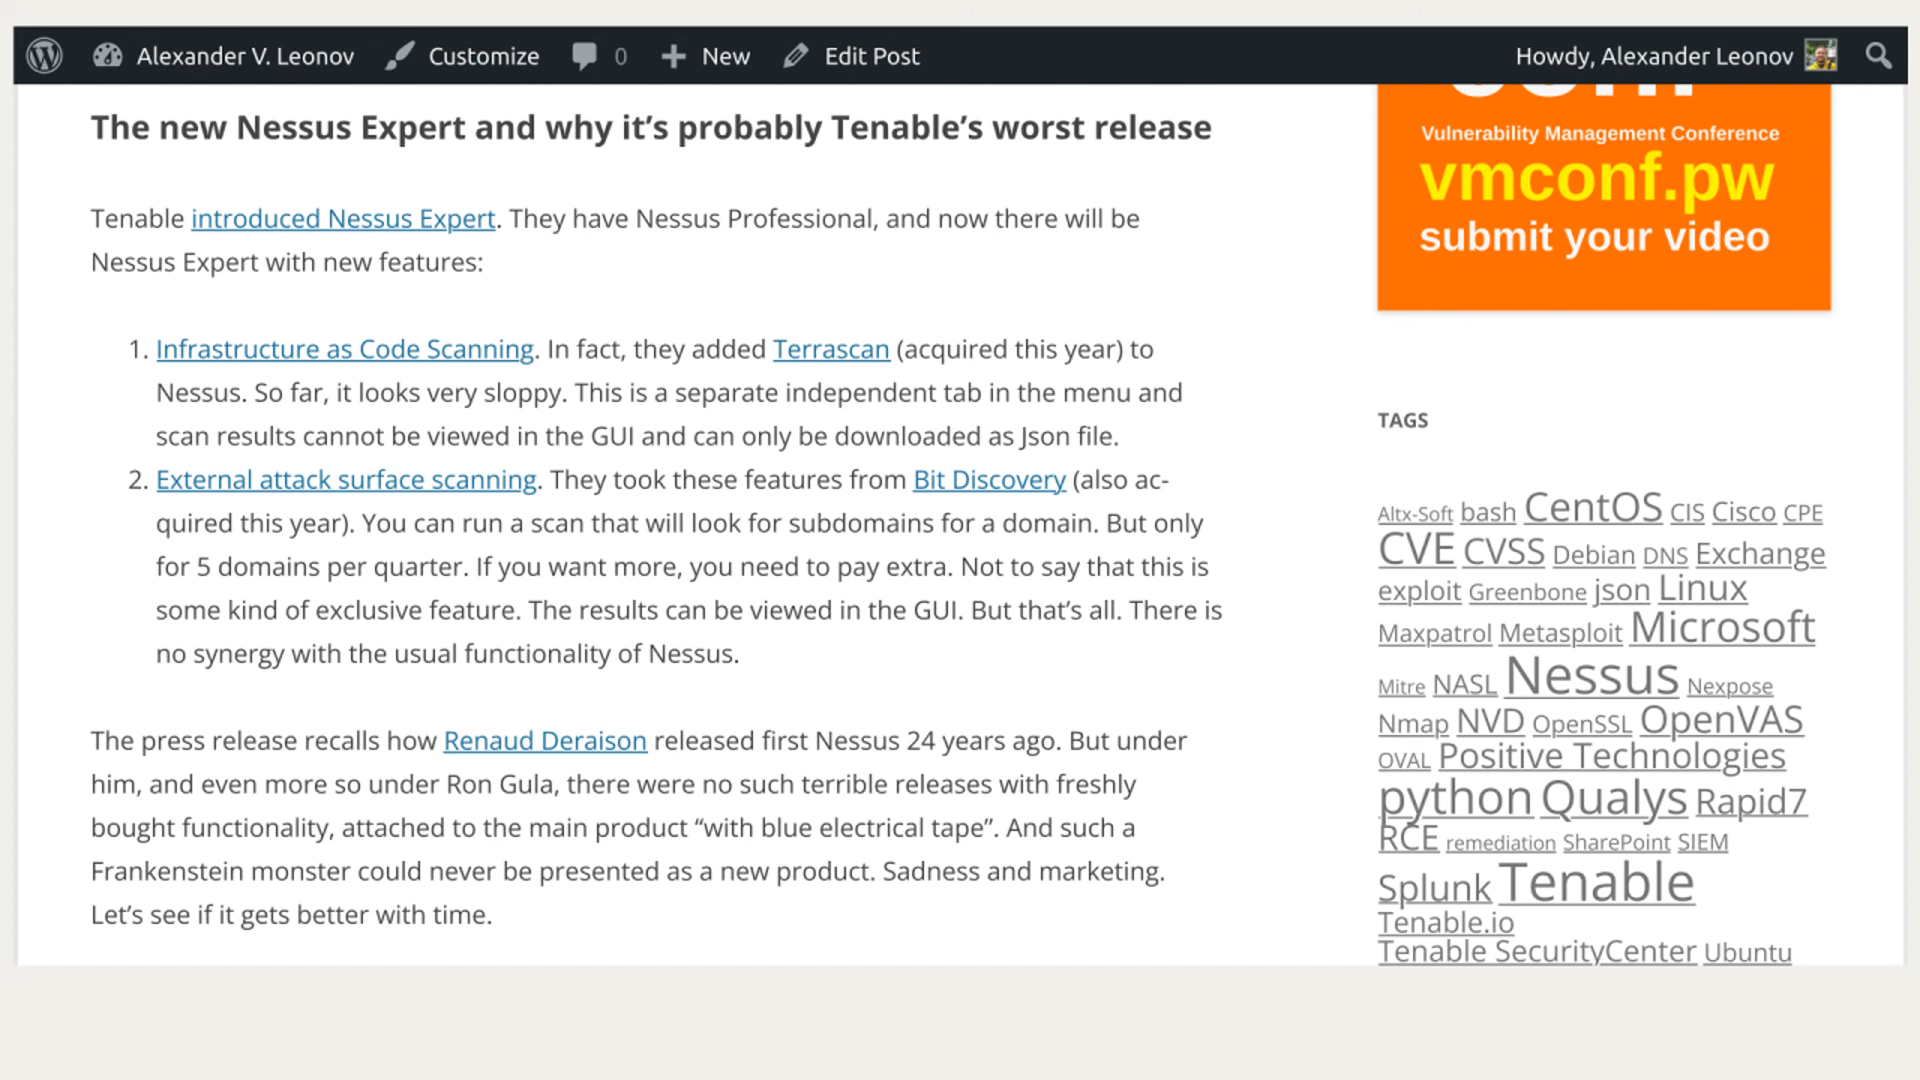 Alexander V. Leonov Customize 0 New Edit Post Howdy, Alexander Leonov
The new Nessus Expert and why it’s probably Tenable’s worst release
Tenable introduced Nessus Expert. They have Nessus Professional, and now there will be
Nessus Expert with new features:
1. Infrastructure as Code Scanning. In fact, they added Terrascan (acquired this year) to
Nessus. So far, it looks very sloppy. This is a separate independent tab in the menu and
scan results cannot be viewed in the GUI and can only be downloaded as Json file.
2. External attack surface scanning. They took these features from Bit Discovery (also ac-
quired this year). You can run a scan that will look for subdomains for a domain. But only
for 5 domains per quarter. If you want more, you need to pay extra. Not to say that this is
some kind of exclusive feature. The results can be viewed in the GUI. But that’s all. There is
no synergy with the usual functionality of Nessus.
The press release recalls how Renaud Deraison released first Nessus 24 years ago. But under
him, and even more so under Ron Gula, there were no such terrible releases with freshly
bought functionality, attached to the main product “with blue electrical tape”. And such a
Frankenstein monster could never be presented as a new product. Sadness and marketing.
Let’s see if it gets better with time.
Vulnerability Management Conference
vmconf.pw
submit your video
TAGS
Altx-Soft bash CentOS CIS Cisco CPE
CVE CVSS Debian DNS Exchange
exploit Greenbone json Linux
Maxpatrol Metasploit Microsoft
Mitre NASL Nessus Nexpose
Nmap NVD OpenSSL OpenVAS
OVAL Positive Technologies
python Qualys Rapid7
RCE remediation SharePoint SIEM
Splunk Tenable
Tenable.io
Tenable SecurityCenter Ubuntu